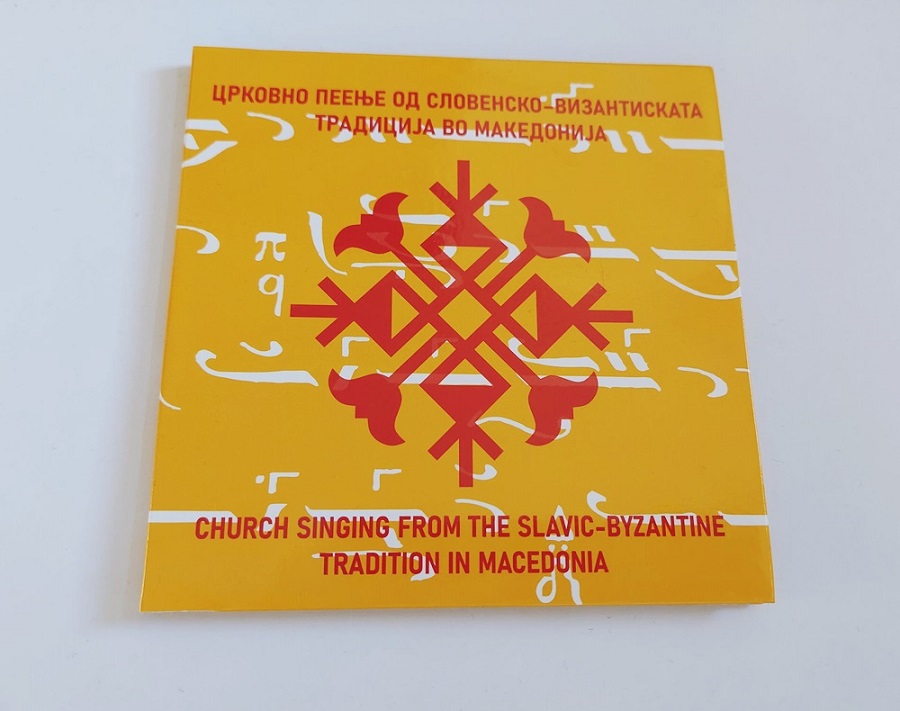 ЦРКОВНО ПЕЕЊЕ ОД СЛОВЕНСКО-ВИЗАНТИСКАТА
ТРАДИЦИЈА ВО МАКЕДОНИЈА
π
q
CHURCH SINGING FROM THE SLAVIC-BYZANTINE
TRADITION IN MACEDONIA